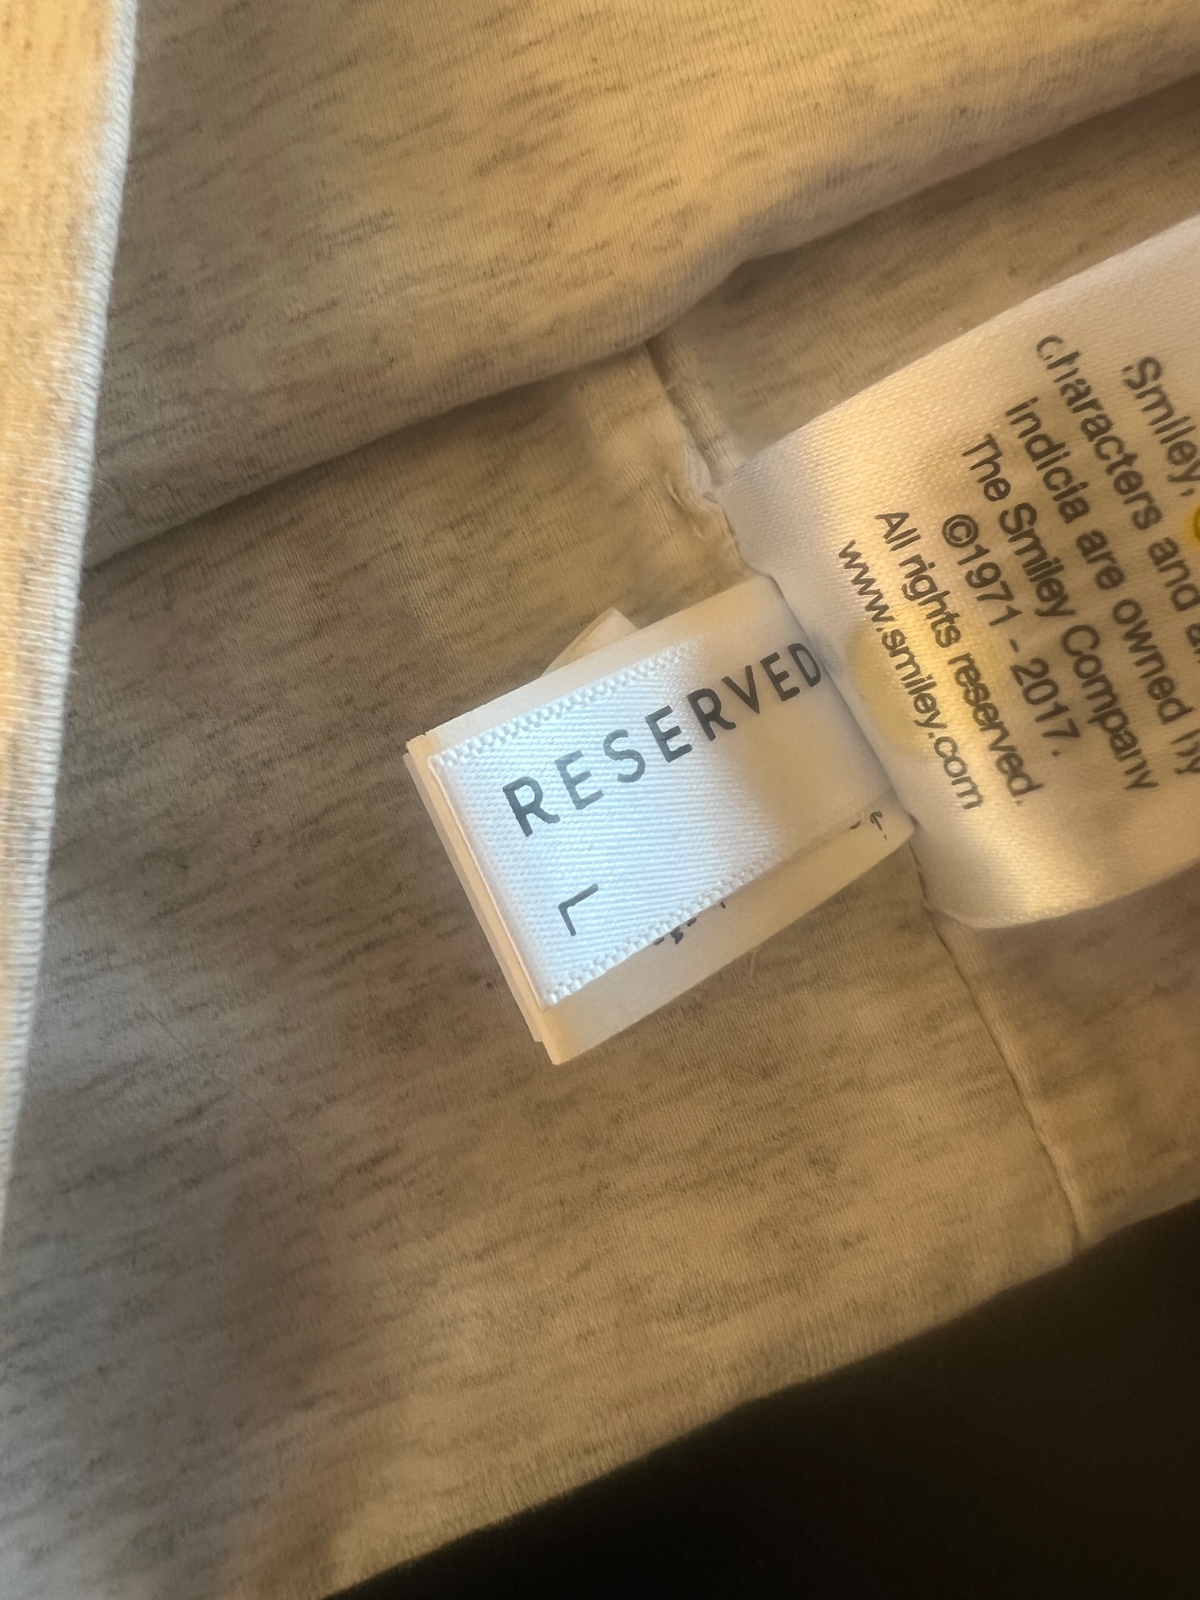 RESERVED
L
Smiley,
characters and
indicia are owned by
The Smiley Company
©1971 - 2017.
All rights reserved.
www.smiley.com